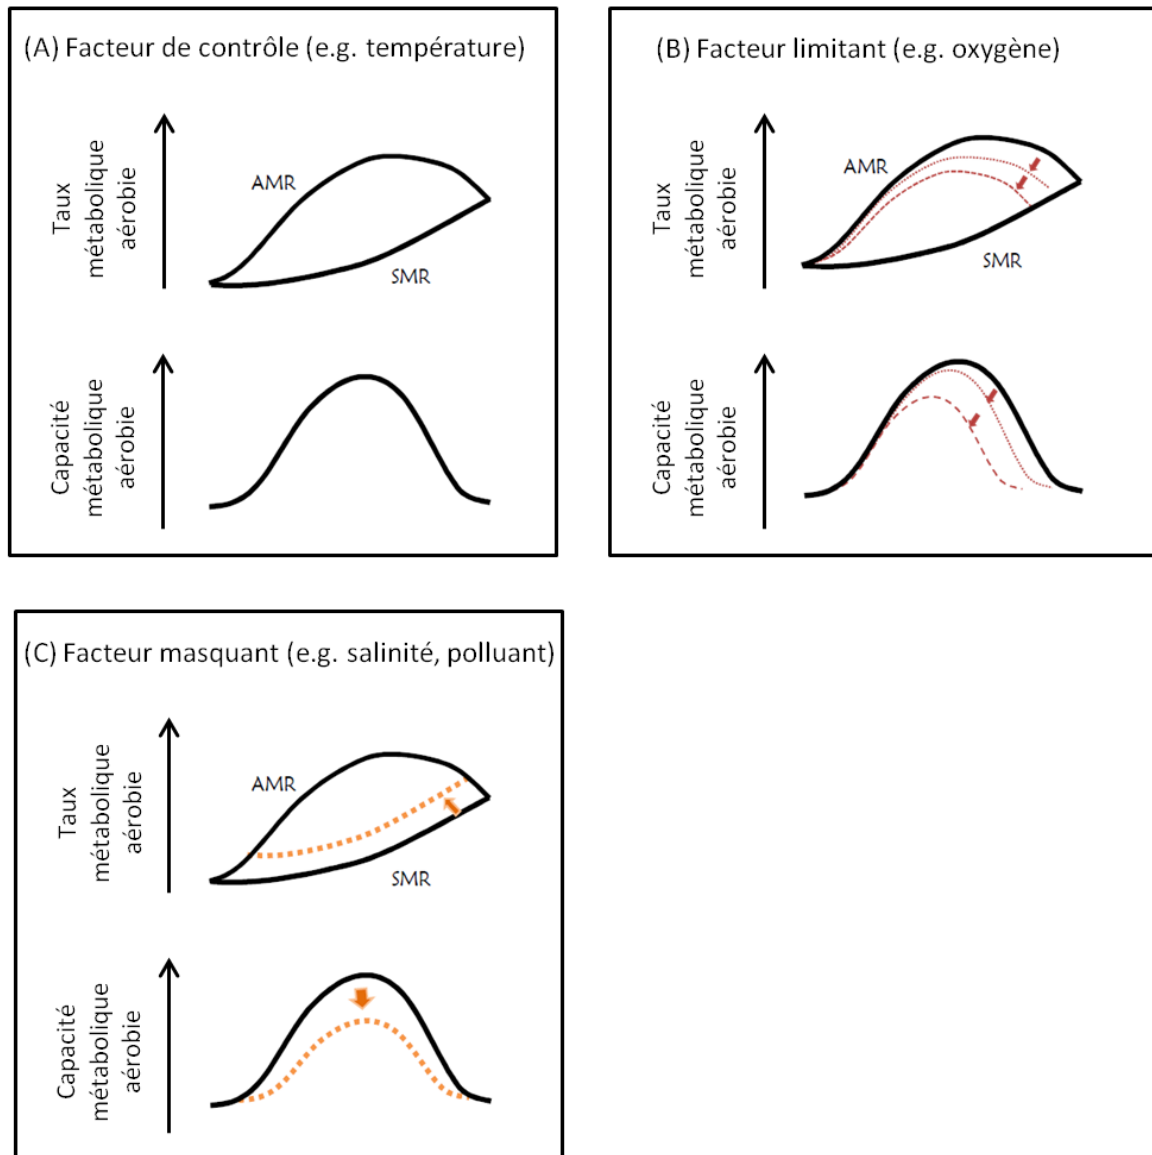 (A) Facteur de contrôle (e.g. température)
Taux
métabolique
aérobie
AMR
SMR
Capacité
métabolique
aérobie
(B) Facteur limitant (e.g. oxygène)
Taux
métabolique
aérobie
AMR
SMR
Capacité
métabolique
aérobie
(C) Facteur masquant (e.g. salinité, polluant)
Taux
métabolique
aérobie
AMR
SMR
Capacité
métabolique
aérobie